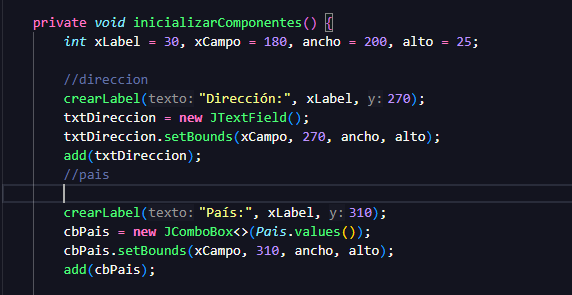 private void inicializarComponentes() {
int xLabel = 30, xCampo = 180, ancho = 200, alto = 25;
//direccion
crearLabel(texto: "Dirección:", xLabel, y: 270);
txtDireccion = new JTextField();
txtDireccion.setBounds(xCampo, 270, ancho, alto);
add(txtDireccion);
//pais
crearLabel(texto: "País:", xLabel, y: 310);
cbPais = new JComboBox<>(Pais.values());
cbPais.setBounds(xCampo, 310, ancho, alto);
add(cbPais);